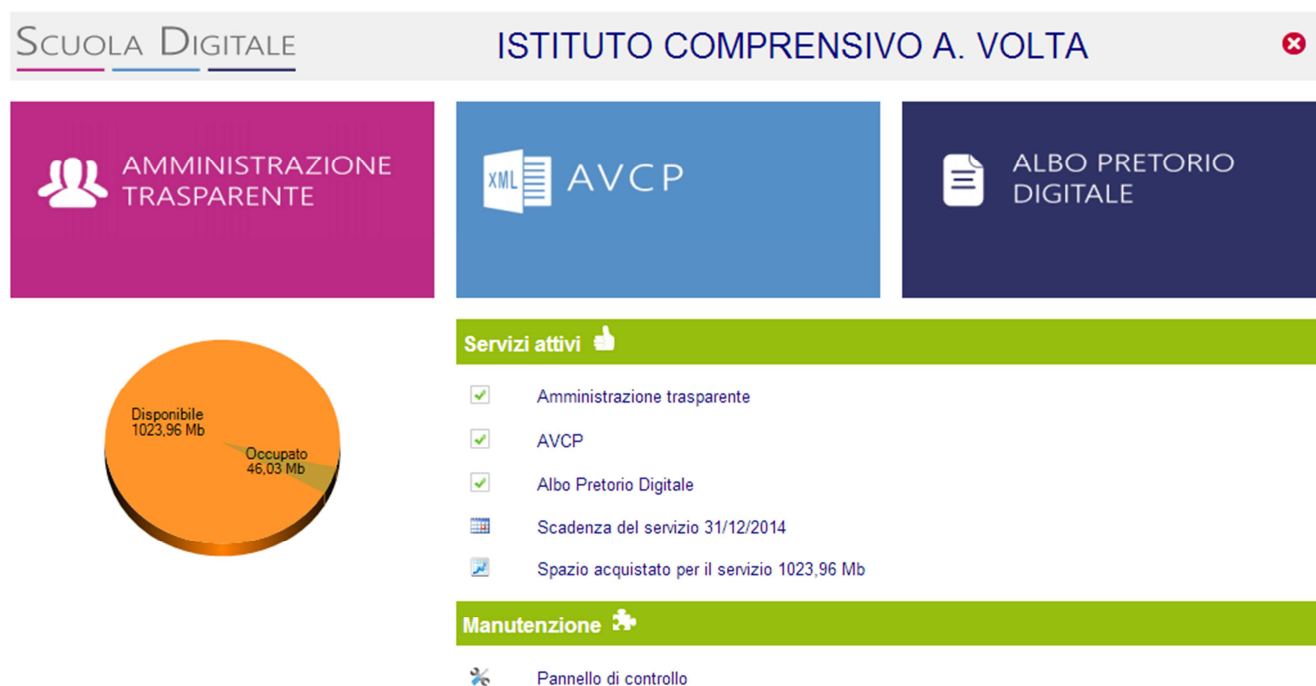 SCUOLA DIGITALE
ISTITUTO COMPRENSIVO A. VOLTA
AMMINISTRAZIONE
TRASPARENTE
XML
AVCP
ALBO PRETORIO
DIGITALE
Disponibile
1023,96 Mb
Occupato
46,03 Mb
Servizi attivi
Amministrazione trasparente
AVCP
Albo Pretorio Digitale
Scadenza del servizio 31/12/2014
Spazio acquistato per il servizio 1023,96 Mb
Manutenzione
Pannello di controllo